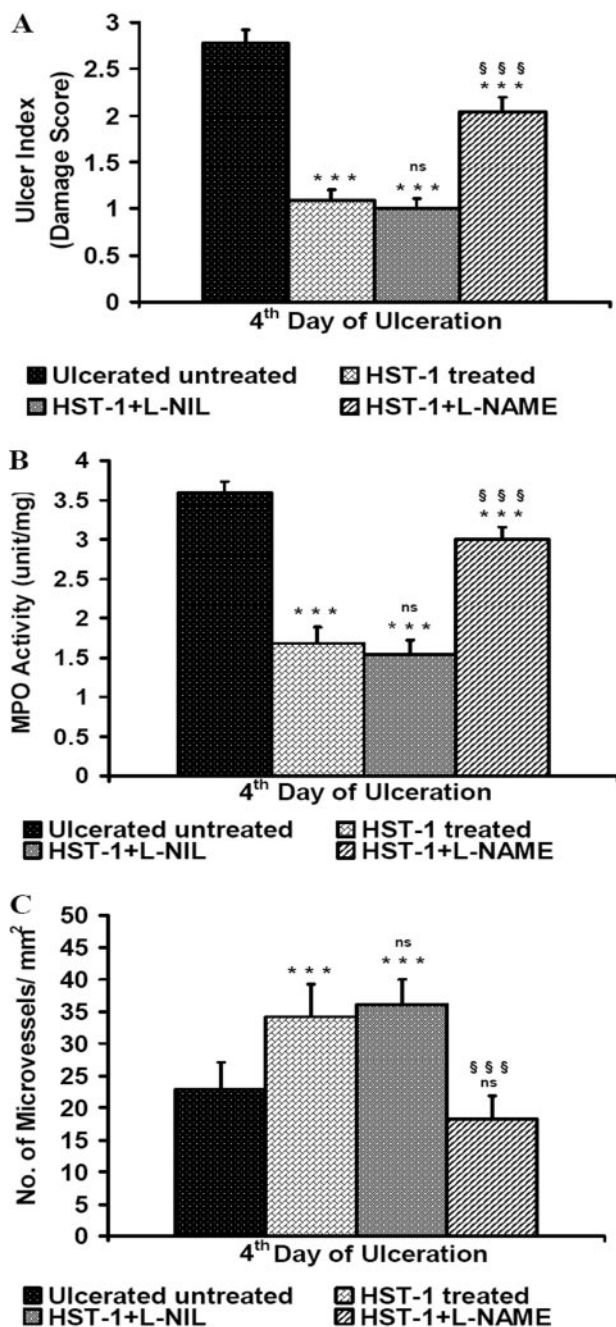 A
Ulcer Index
(Damage Score)
3
2.5
2
1.5
1
0.5
0
* * *
ns
* * *
§ § §
* * *
4th Day of Ulceration
Ulcerated untreated
HST-1 treated
HST-1+L-NIL
HST-1+L-NAME
B
MPO Activity (unit/mg)
4
3.5
3
2.5
2
1.5
1
0.5
0
* * *
ns
* * *
§ § §
* * *
4th Day of Ulceration
Ulcerated untreated
HST-1 treated
HST-1+L-NIL
HST-1+L-NAME
C
No. of Microvessels/ mm2
50
45
40
35
30
25
20
15
10
5
0
* * *
ns
* * *
§ § §
ns
4th Day of Ulceration
Ulcerated untreated
HST-1 treated
HST-1+L-NIL
HST-1+L-NAME